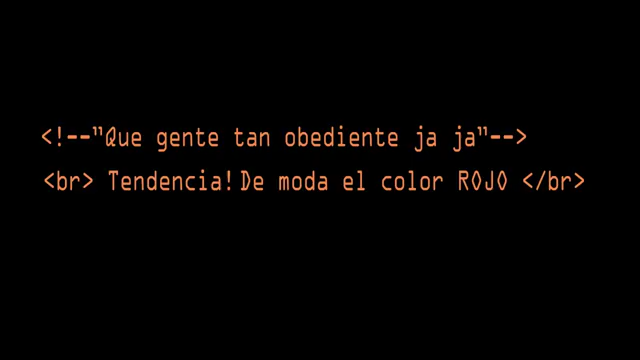 <!--"Que gente tan obediente ja ja"-->
<br> Tendencia! De moda el color ROJO </br>